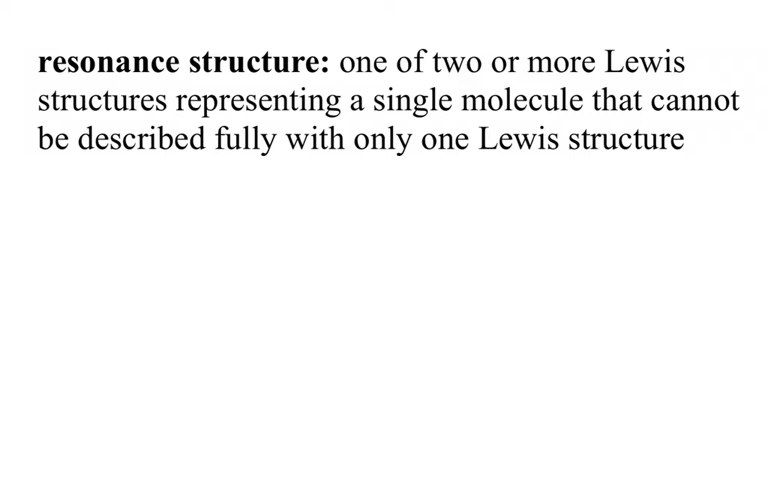 resonance structure: one of two or more Lewis
structures representing a single molecule that cannot
be described fully with only one Lewis structure